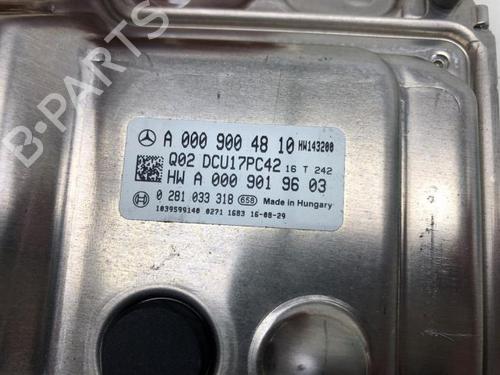 B-PARTS
A 000 900 48 10 HW143200
Q02 DCU17PC42 16 T 242
HW A 000 901 96 03
0 281 033 318 658 Made in Hungary
1039S99140 0271 1683 16-08-29